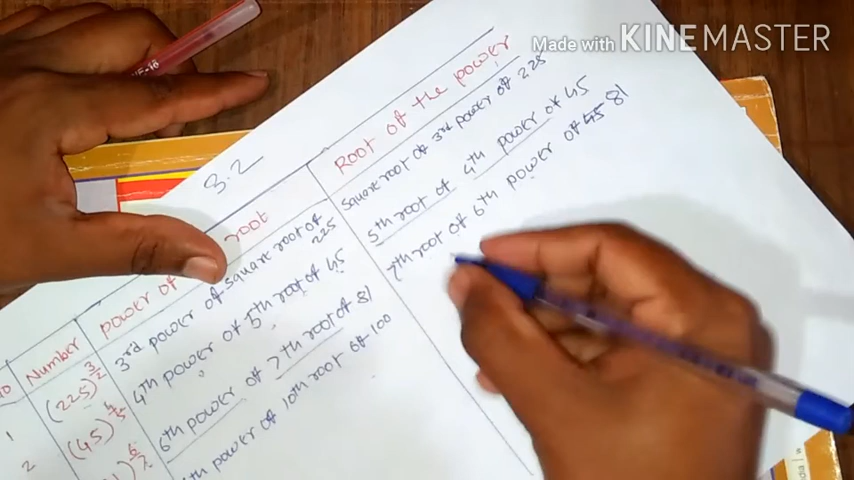 Made with KINEMASTER
3.2
Number
Power of root
Root of the power
1
(225)^3/2
3rd power of square root of 225
Square root of 3rd power of 225
2
(45)^4/5
4th power of 5th root of 45
5th root of 4th power of 45
6/7
6th power of 7th root of 81
7th root of 6th power of 45 81
power of 10th root of 100